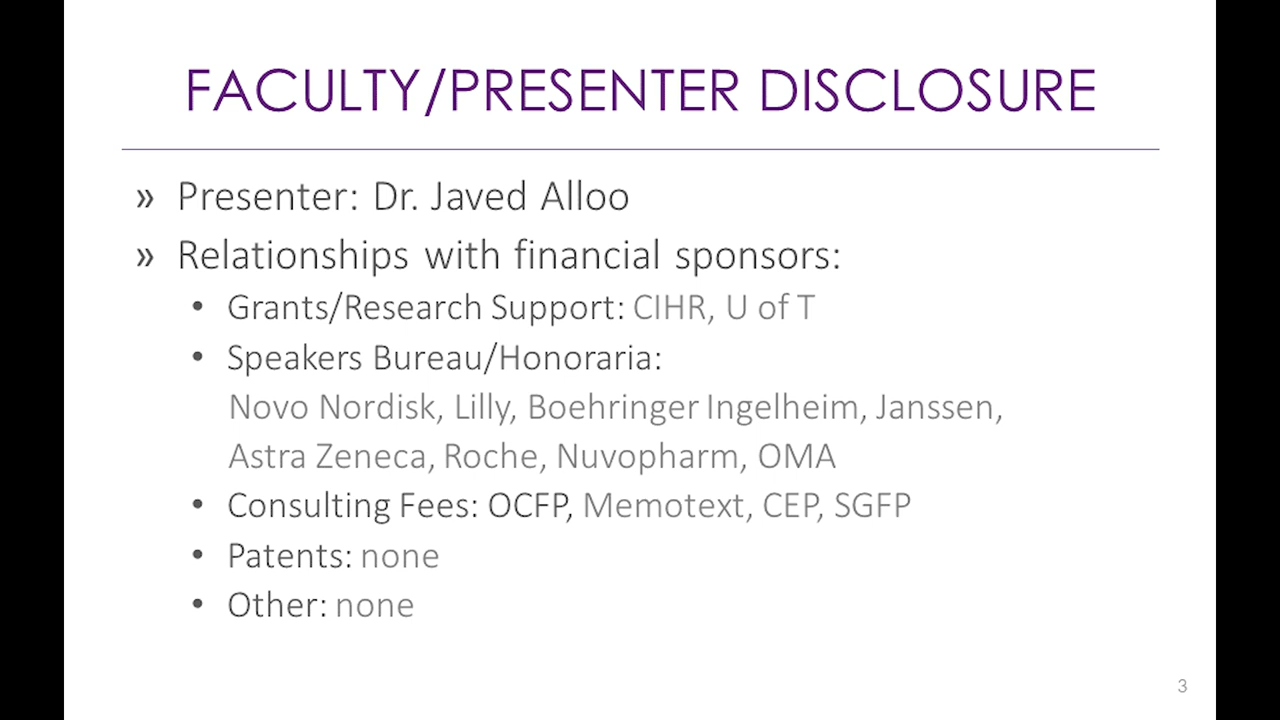 FACULTY/PRESENTER DISCLOSURE
» Presenter: Dr. Javed Alloo
» Relationships with financial sponsors:
• Grants/Research Support: CIHR, U of T
• Speakers Bureau/Honoraria:
Novo Nordisk, Lilly, Boehringer Ingelheim, Janssen,
Astra Zeneca, Roche, Nuvopharm, OMA
• Consulting Fees: OCFP, Memotext, CEP, SGFP
• Patents: none
• Other: none
3